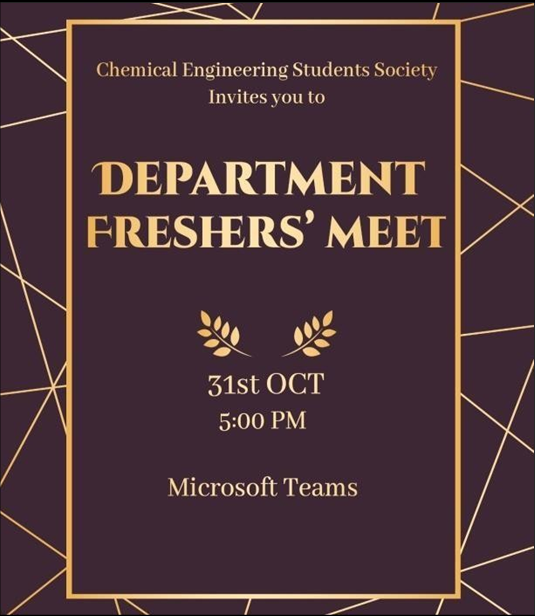 Chemical Engineering Students Society
Invites you to
DEPARTMENT
FRESHERS' MEET
31st OCT
5:00 PM
Microsoft Teams